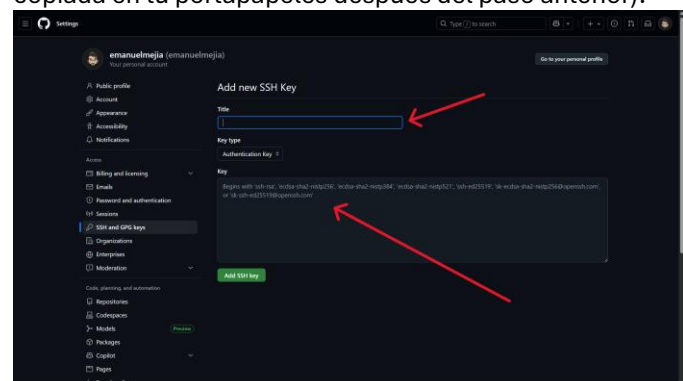 copiada en tu portapapeles después del paso anterior).
Settings
Type / to search
emanuelmejia (emanuelmejia)
Your personal account
Go to your personal profile
Public profile
Account
Appearance
Accessibility
Notifications
Access
Billing and licensing
Emails
Password and authentication
Sessions
SSH and GPG keys
Organizations
Enterprises
Moderation
Code, planning, and automation
Repositories
Codespaces
Models Preview
Packages
Copilot
Pages
Add new SSH Key
Title
Key type
Authentication Key
Key
Begins with 'ssh-rsa', 'ecdsa-sha2-nistp256', 'ecdsa-sha2-nistp384', 'ecdsa-sha2-nistp521', 'ssh-ed25519', 'sk-ecdsa-sha2-nistp256@openssh.com',
or 'sk-ssh-ed25519@openssh.com'
Add SSH key